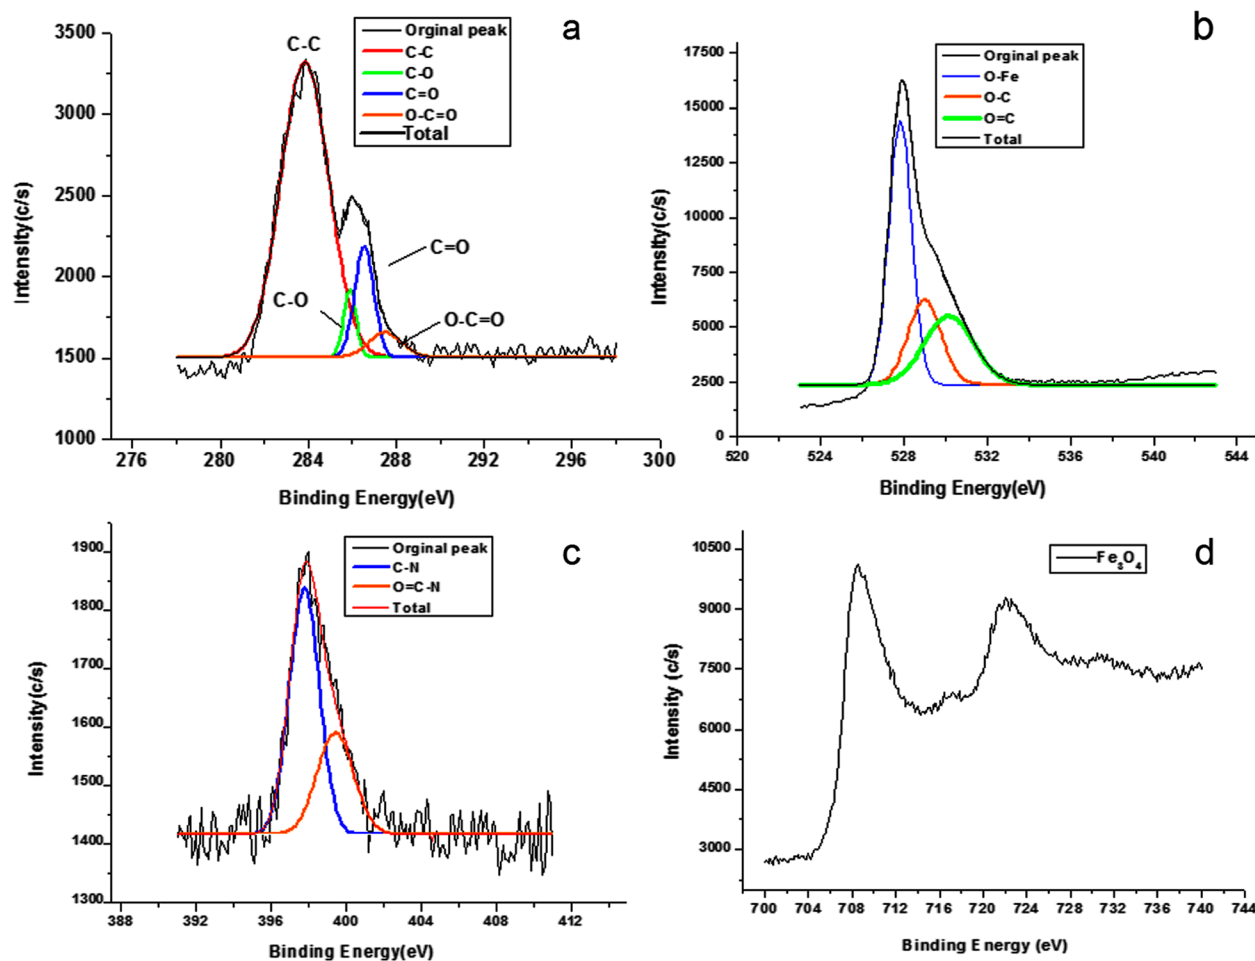 a
Orginal peak
C-C
C-O
C=O
O-C=O
Total
C-C
C=O
C-O
O-C=O
3500
3000
2500
2000
1500
1000
276 280 284 288 292 296 300
Intensity(c/s)
Binding Energy(eV)
b
Orginal peak
O-Fe
O-C
O=C
Total
17500
15000
12500
10000
7500
5000
2500
0
520 524 528 532 536 540 544
Intensity(c/s)
Binding Energy(eV)
c
Orginal peak
C-N
O=C-N
Total
1900
1800
1700
1600
1500
1400
1300
388 392 396 400 404 408 412
Intensity(c/s)
Binding Energy(eV)
d
Fe₃O₄
10500
9000
7500
6000
4500
3000
700 704 708 712 716 720 724 728 732 736 740 744
Intensity (c/s)
Binding Energy (eV)